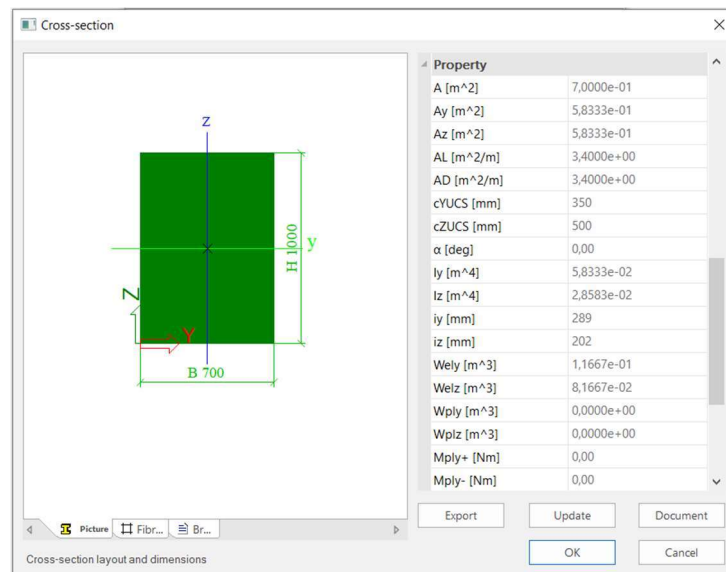 Cross-section
z
y
H 1000
Z
Y
B 700
Property
A [m^2] 7,0000e-01
Ay [m^2] 5,8333e-01
Az [m^2] 5,8333e-01
AL [m^2/m] 3,4000e+00
AD [m^2/m] 3,4000e+00
cYUCS [mm] 350
cZUCS [mm] 500
α [deg] 0,00
Iy [m^4] 5,8333e-02
Iz [m^4] 2,8583e-02
iy [mm] 289
iz [mm] 202
Wely [m^3] 1,1667e-01
Welz [m^3] 8,1667e-02
Wply [m^3] 0,0000e+00
Wplz [m^3] 0,0000e+00
Mply+ [Nm] 0,00
Mply- [Nm] 0,00
Picture Fibr... Br...
Export Update Document
Cross-section layout and dimensions
OK Cancel